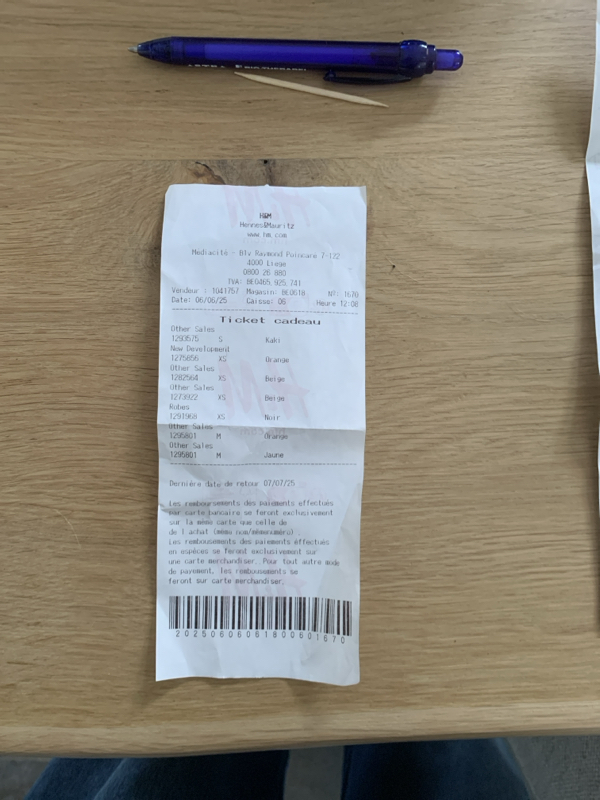 H&M
Hennes&Mauritz
www.hm.com
Mediacité - Blv Raymond Poincare 7-122
4000 Liege
0800 26 880
TVA: BE0465.925.741
Vendeur : 1041757 Magasin: BE0618 N°: 1670
Date: 06/06/25 Caisse: 06 Heure 12:08
Ticket cadeau
Other Sales
1293575 S Kaki
New Development
1275856 XS Orange
Other Sales
1282564 XS Beige
Other Sales
1273922 XS Beige
Robes
1291968 XS Noir
Other Sales
1295801 M Orange
Other Sales
1295801 M Jaune
Dernière date de retour 07/07/25
Les remboursements des paiements effectués
par carte bancaire se feront exclusivement
sur la même carte que celle de
de l'achat (même nom/mêmenuméro)
Les remboursements des paiements effectués
en espèces se feront exclusivement sur
une carte merchandiser. Pour tout autre mode
de payement, les remboursements se
feront sur carte merchandiser.
2025060606180060 1670